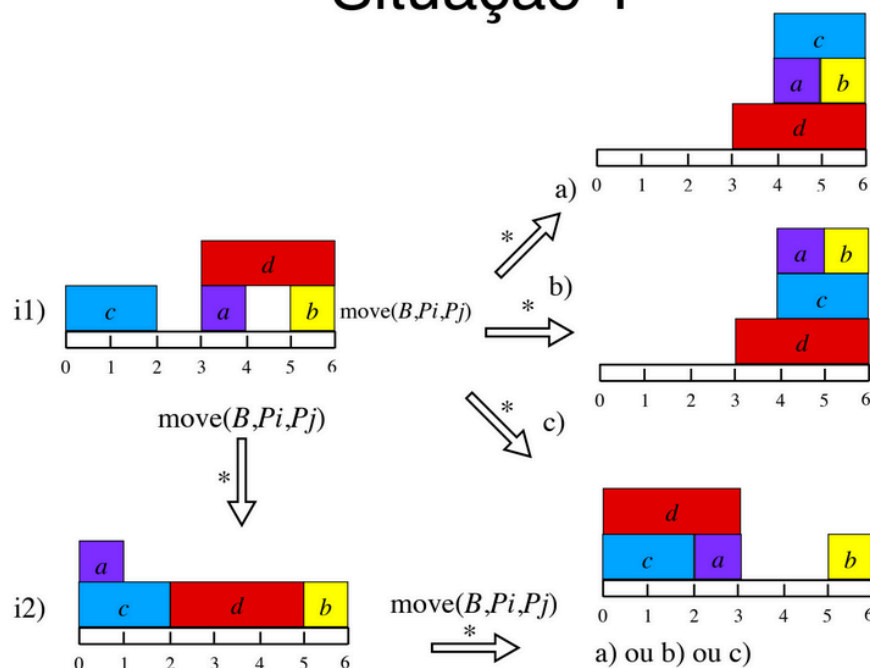 Situação 1
c
a b
d
0 1 2 3 4 5 6
a)
*
i1)
d
c a b
0 1 2 3 4 5 6
move(B,Pi,Pj)
*
b)
a b
c
d
0 1 2 3 4 5 6
*
c)
move(B,Pi,Pj)
*
d
c a b
0 1 2 3 4 5 6
i2)
a
c d b
0 1 2 3 4 5 6
move(B,Pi,Pj)
*
a) ou b) ou c)